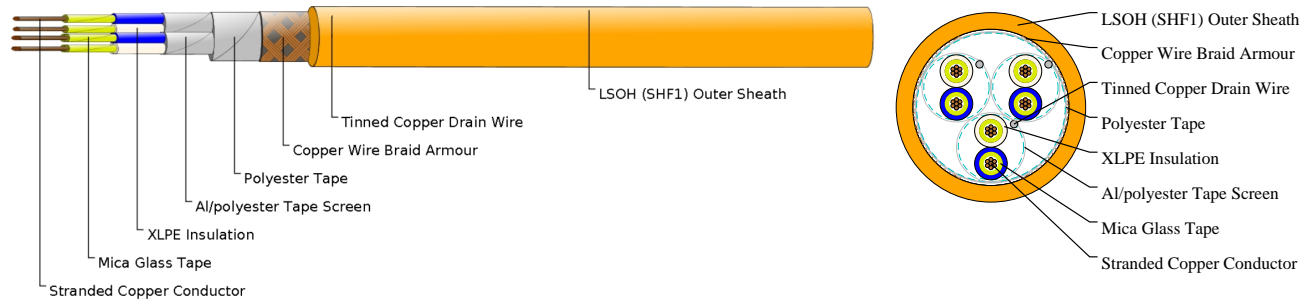 LSOH (SHF1) Outer Sheath
Tinned Copper Drain Wire
Copper Wire Braid Armour
Polyester Tape
Al/polyester Tape Screen
XLPE Insulation
Mica Glass Tape
Stranded Copper Conductor
LSOH (SHF1) Outer Sheath
Copper Wire Braid Armour
Tinned Copper Drain Wire
Polyester Tape
XLPE Insulation
Al/polyester Tape Screen
Mica Glass Tape
Stranded Copper Conductor